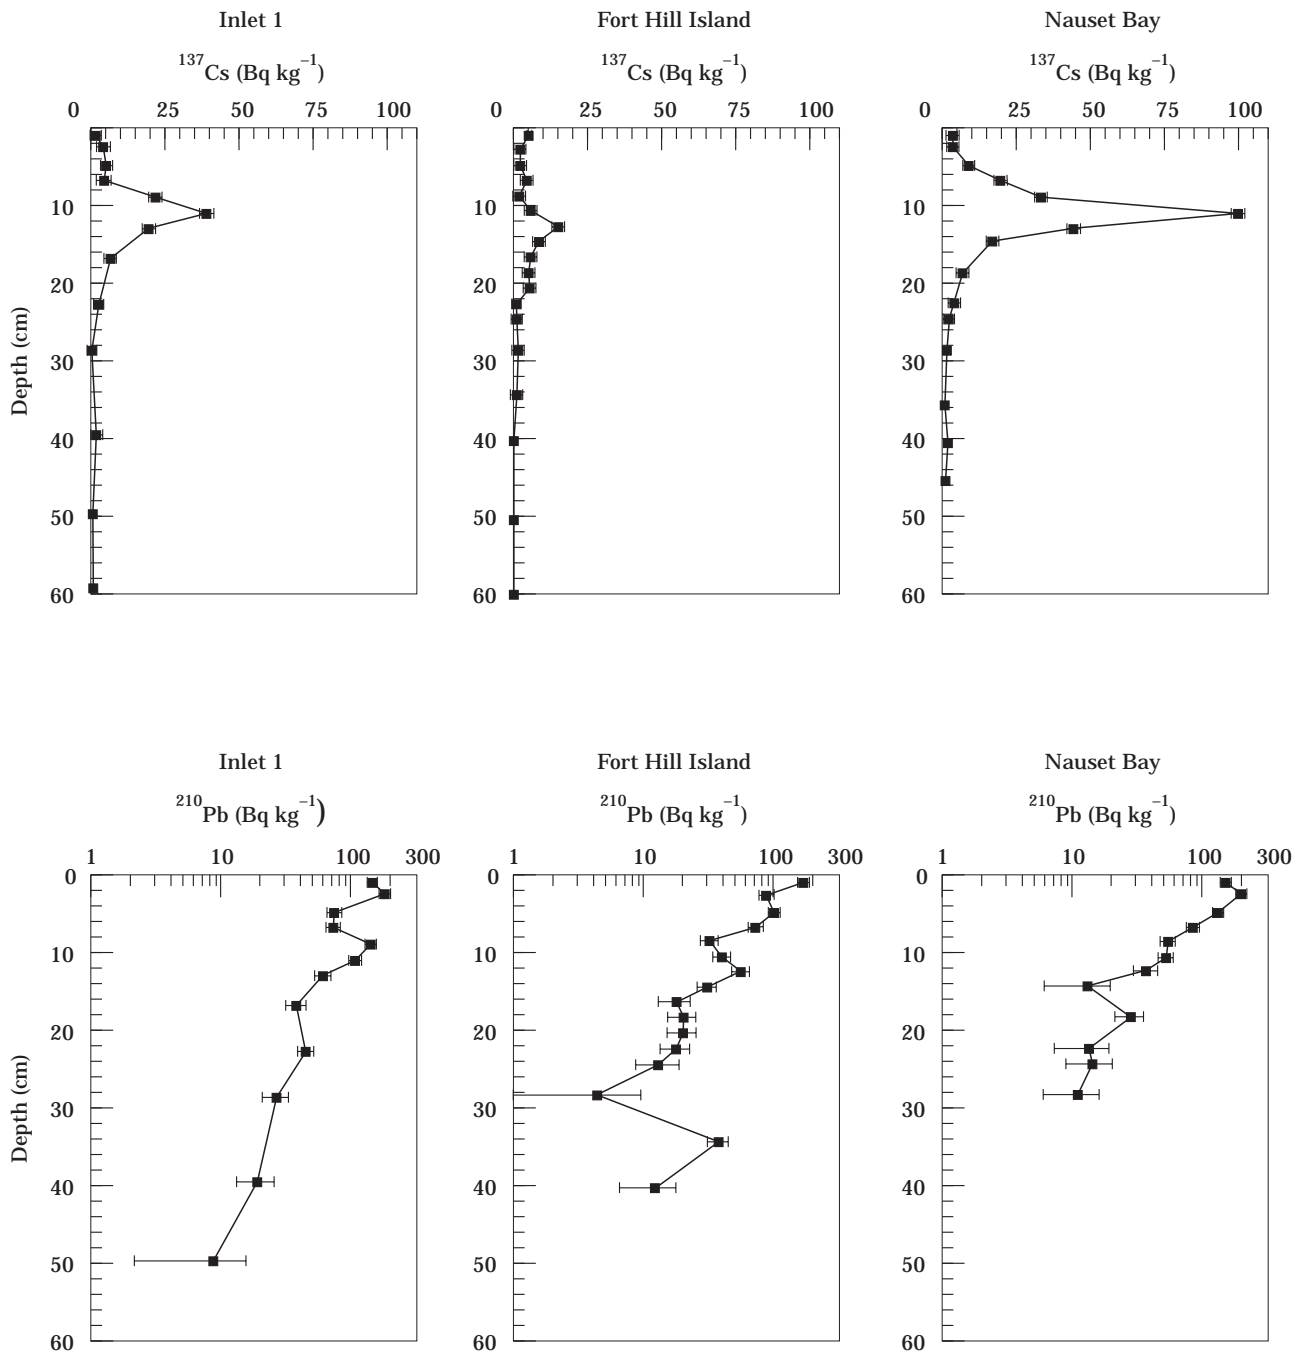 Inlet 1 Fort Hill Island Nauset Bay
¹³⁷Cs (Bq kg⁻¹) ¹³⁷Cs (Bq kg⁻¹) ¹³⁷Cs (Bq kg⁻¹)
0 25 50 75 100 0 25 50 75 100 0 25 50 75 100
10 10 10
20 20 20
30 30 30
Depth (cm)
40 40 40
50 50 50
60 60 60
Inlet 1 Fort Hill Island Nauset Bay
²¹⁰Pb (Bq kg⁻¹) ²¹⁰Pb (Bq kg⁻¹) ²¹⁰Pb (Bq kg⁻¹)
1 10 100 300 1 10 100 300 1 10 100 300
0 0 0
10 10 10
20 20 20
30 30 30
Depth (cm)
40 40 40
50 50 50
60 60 60